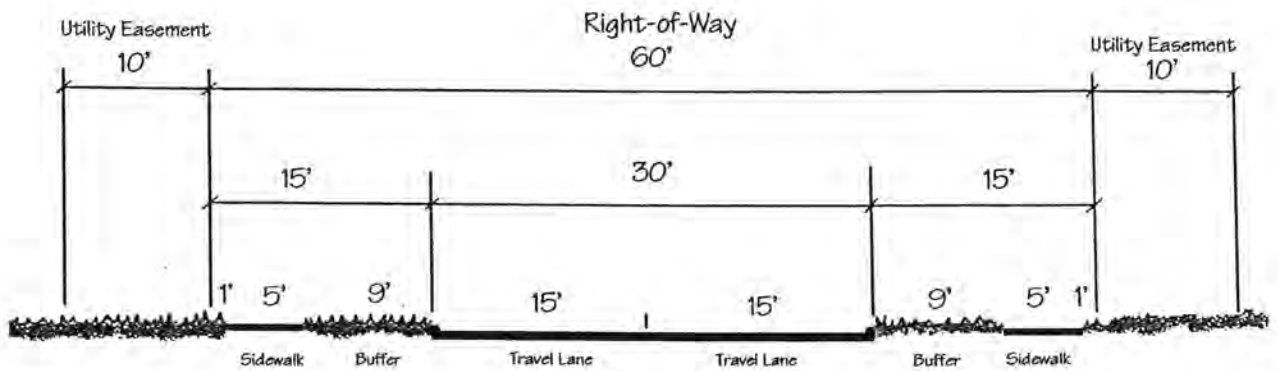 Utility Easement
10'
Right-of-Way
60'
Utility Easement
10'
15'
30'
15'
1' 5' 9' 15' 15' 9' 5' 1'
Sidewalk Buffer Travel Lane Travel Lane Buffer Sidewalk